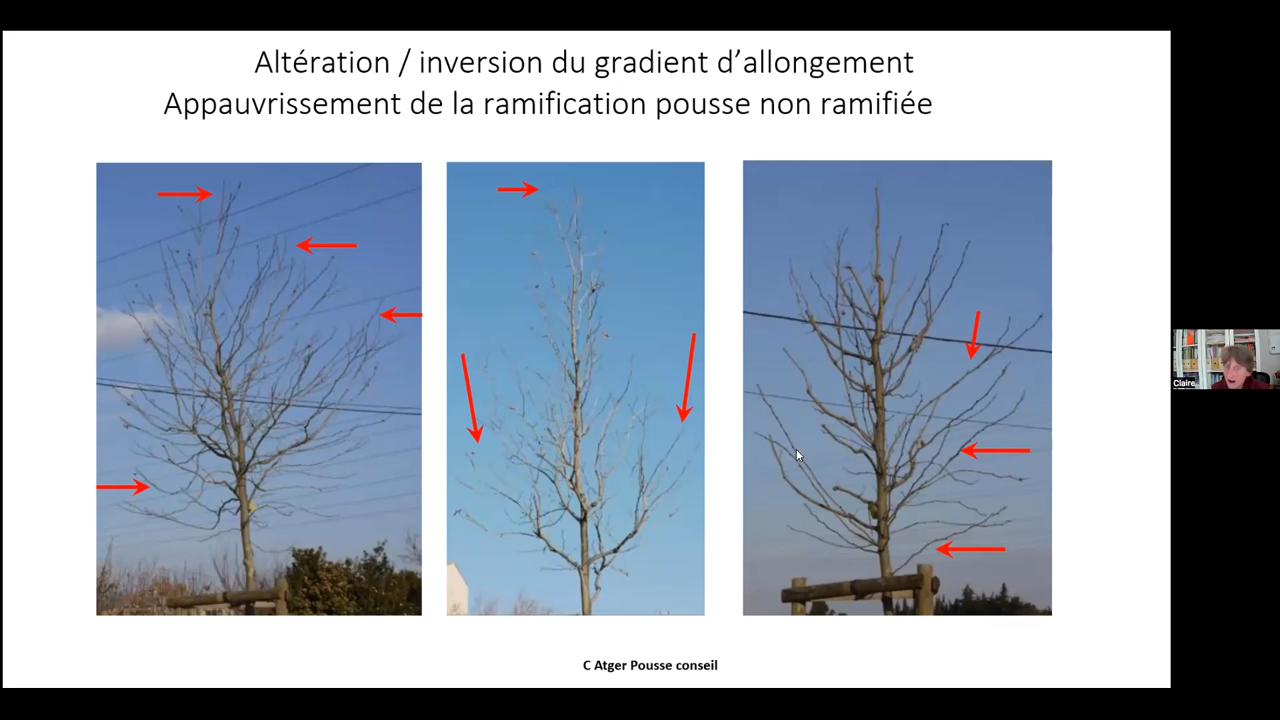 Altération / inversion du gradient d’allongement
Appauvrissement de la ramification pousse non ramifiée
C Atger Pousse conseil
Claire